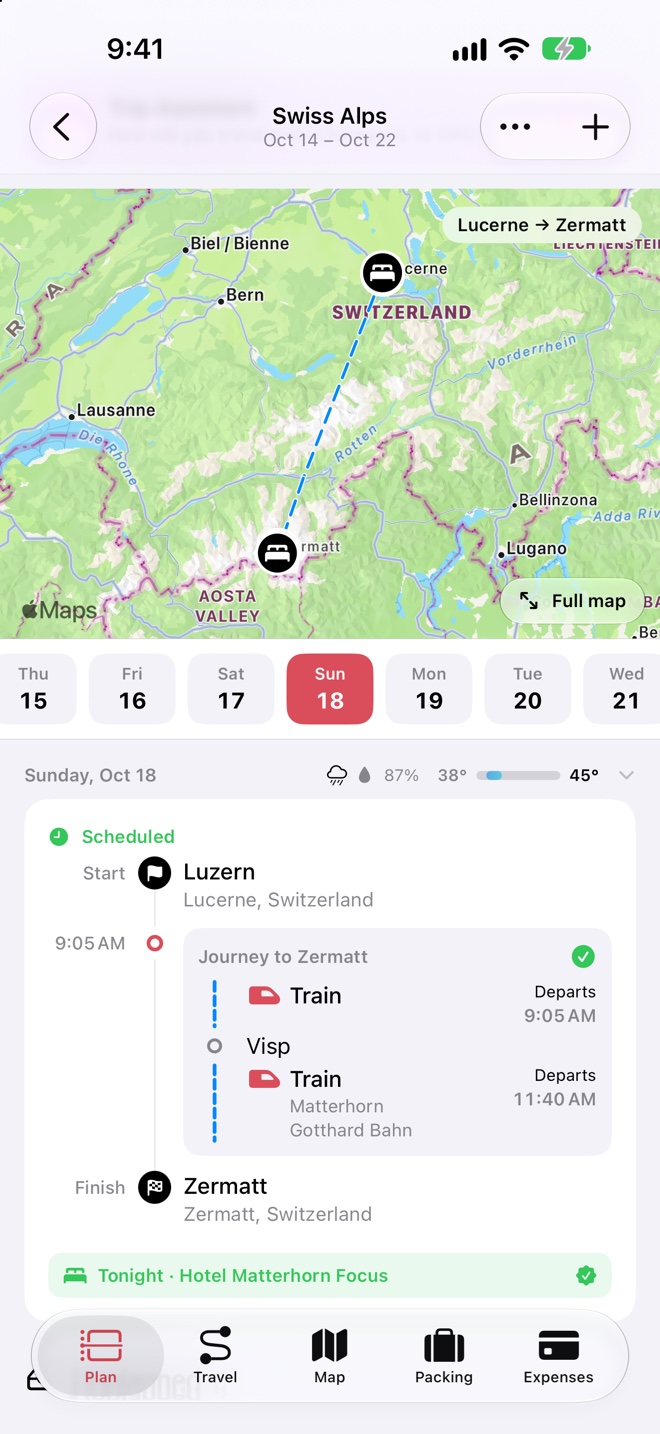 9:41
Swiss Alps
Oct 14 – Oct 22
Lucerne → Zermatt
Biel / Bienne
LIECHTENSTEI
cerne
Bern
R
A
SWITZERLAND
Vorderrhein
Lausanne
Die Rhone
Rotten
A
Bellinzona
Adda Riv
rmatt
Lugano
AOSTA
VALLEY
Maps
Full map
BA
Be
Thu
15
Fri
16
Sat
17
Sun
18
Mon
19
Tue
20
Wed
21
Sunday, Oct 18
87% 38° 45°
Scheduled
Start Luzern
Lucerne, Switzerland
9:05 AM
Journey to Zermatt
Train Departs
9:05 AM
Visp
Train Departs
11:40 AM
Matterhorn
Gotthard Bahn
Finish Zermatt
Zermatt, Switzerland
Tonight · Hotel Matterhorn Focus
Plan
Travel
Map
Packing
Expenses